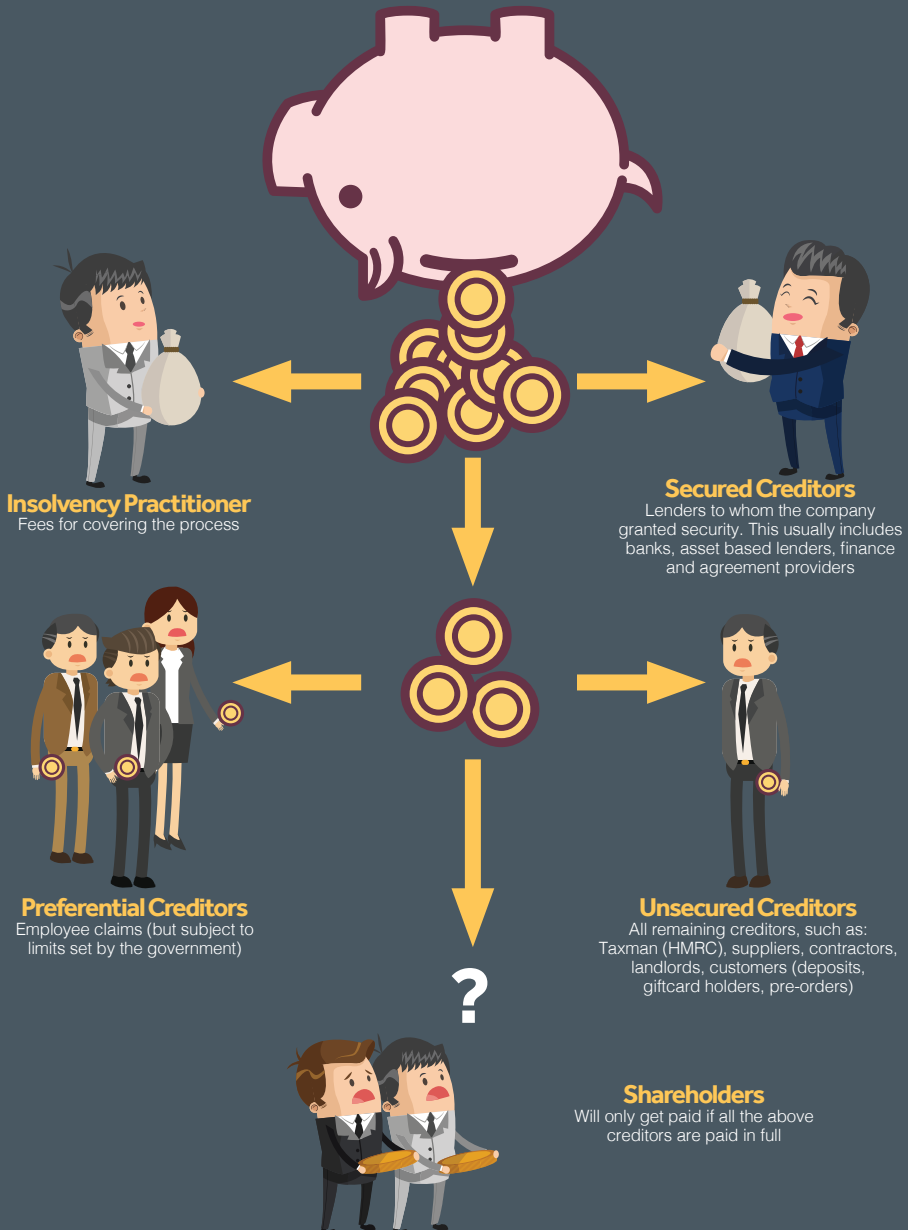 Insolvency Practitioner
Fees for covering the process
Secured Creditors
Lenders to whom the company
granted security. This usually includes
banks, asset based lenders, finance
and agreement providers
Preferential Creditors
Employee claims (but subject to
limits set by the government)
Unsecured Creditors
All remaining creditors, such as:
Taxman (HMRC), suppliers, contractors,
landlords, customers (deposits,
giftcard holders, pre-orders)
?
Shareholders
Will only get paid if all the above
creditors are paid in full